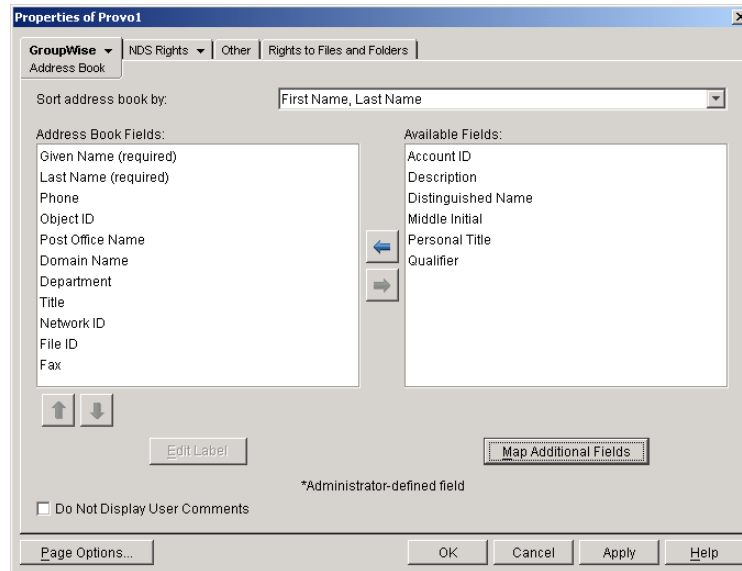 Properties of Provo1
GroupWise NDS Rights Other Rights to Files and Folders
Address Book
Sort address book by: First Name, Last Name
Address Book Fields:
Given Name (required)
Last Name (required)
Phone
Object ID
Post Office Name
Domain Name
Department
Title
Network ID
File ID
Fax
Available Fields:
Account ID
Description
Distinguished Name
Middle Initial
Personal Title
Qualifier
Edit Label
Map Additional Fields
*Administrator-defined field
Do Not Display User Comments
Page Options... OK Cancel Apply Help